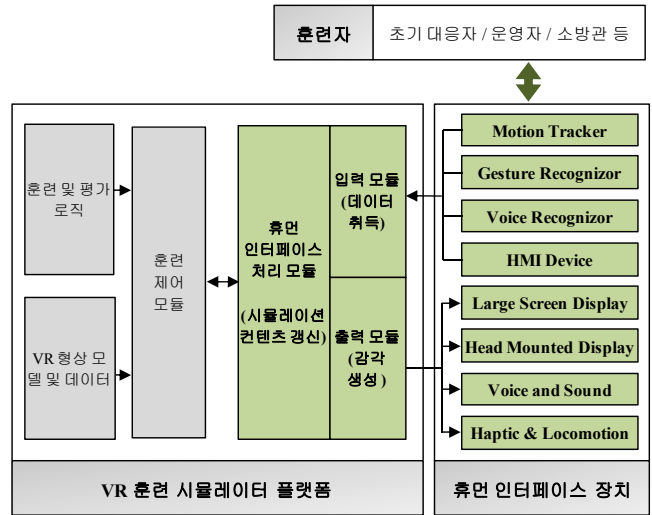 훈련자
초기 대응자 / 운영자 / 소방관 등
훈련 및 평가
로직
VR 형상 모
델 및 데이터
훈련
제어
모듈
휴먼
인터페이스
처리 모듈
(시뮬레이션
컨텐츠 갱신)
입력 모듈
(데이터
취득)
출력 모듈
(감각
생성 )
VR 훈련 시뮬레이터 플랫폼
Motion Tracker
Gesture Recognizor
Voice Recognizor
HMI Device
Large Screen Display
Head Mounted Display
Voice and Sound
Haptic & Locomotion
휴먼 인터페이스 장치